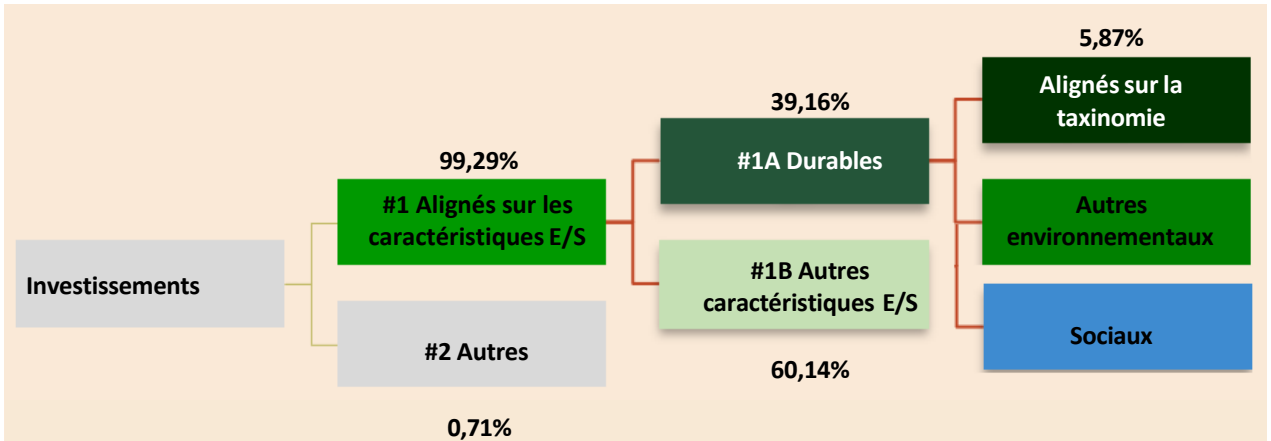 5,87%
Alignés sur la
taxinomie
39,16%
#1A Durables
99,29%
#1 Alignés sur les
caractéristiques E/S
Autres
environnementaux
Investissements
#1B Autres
caractéristiques E/S
#2 Autres
Sociaux
60,14%
0,71%